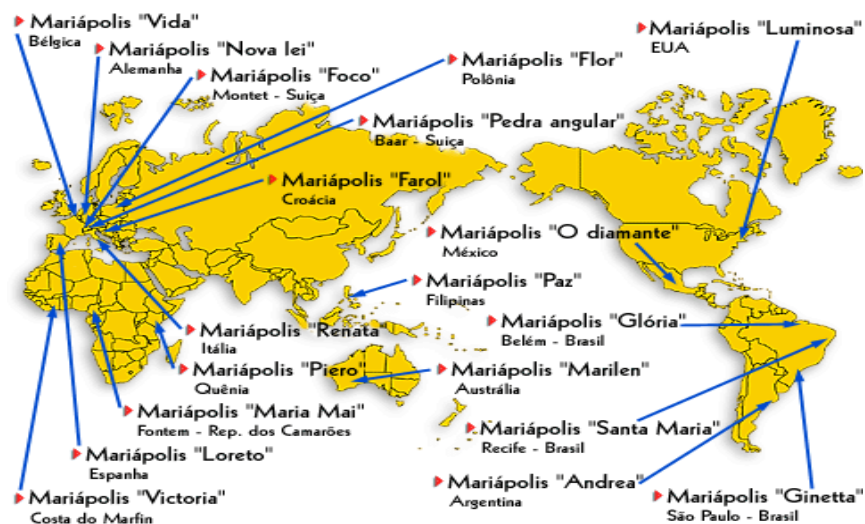 Mariápolis "Vida"
Bélgica
Mariápolis "Nova lei"
Alemanha
Mariápolis "Foco"
Montet - Suiça
Mariápolis "Flor"
Polônia
Mariápolis "Luminosa"
EUA
Mariápolis "Pedra angular"
Baar - Suiça
Mariápolis "Farol"
Croácia
Mariápolis "O diamante"
México
Mariápolis "Paz"
Filipinas
Mariápolis "Glória"
Belém - Brasil
Mariápolis "Renata"
Itália
Mariápolis "Piero"
Quênia
Mariápolis "Marilen"
Austrália
Mariápolis "Maria Mai"
Fontem - Rep. dos Camarões
Mariápolis "Santa Maria"
Recife - Brasil
Mariápolis "Loreto"
Espanha
Mariápolis "Andrea"
Argentina
Mariápolis "Victoria"
Costa do Marfin
Mariápolis "Ginetta"
São Paulo - Brasil